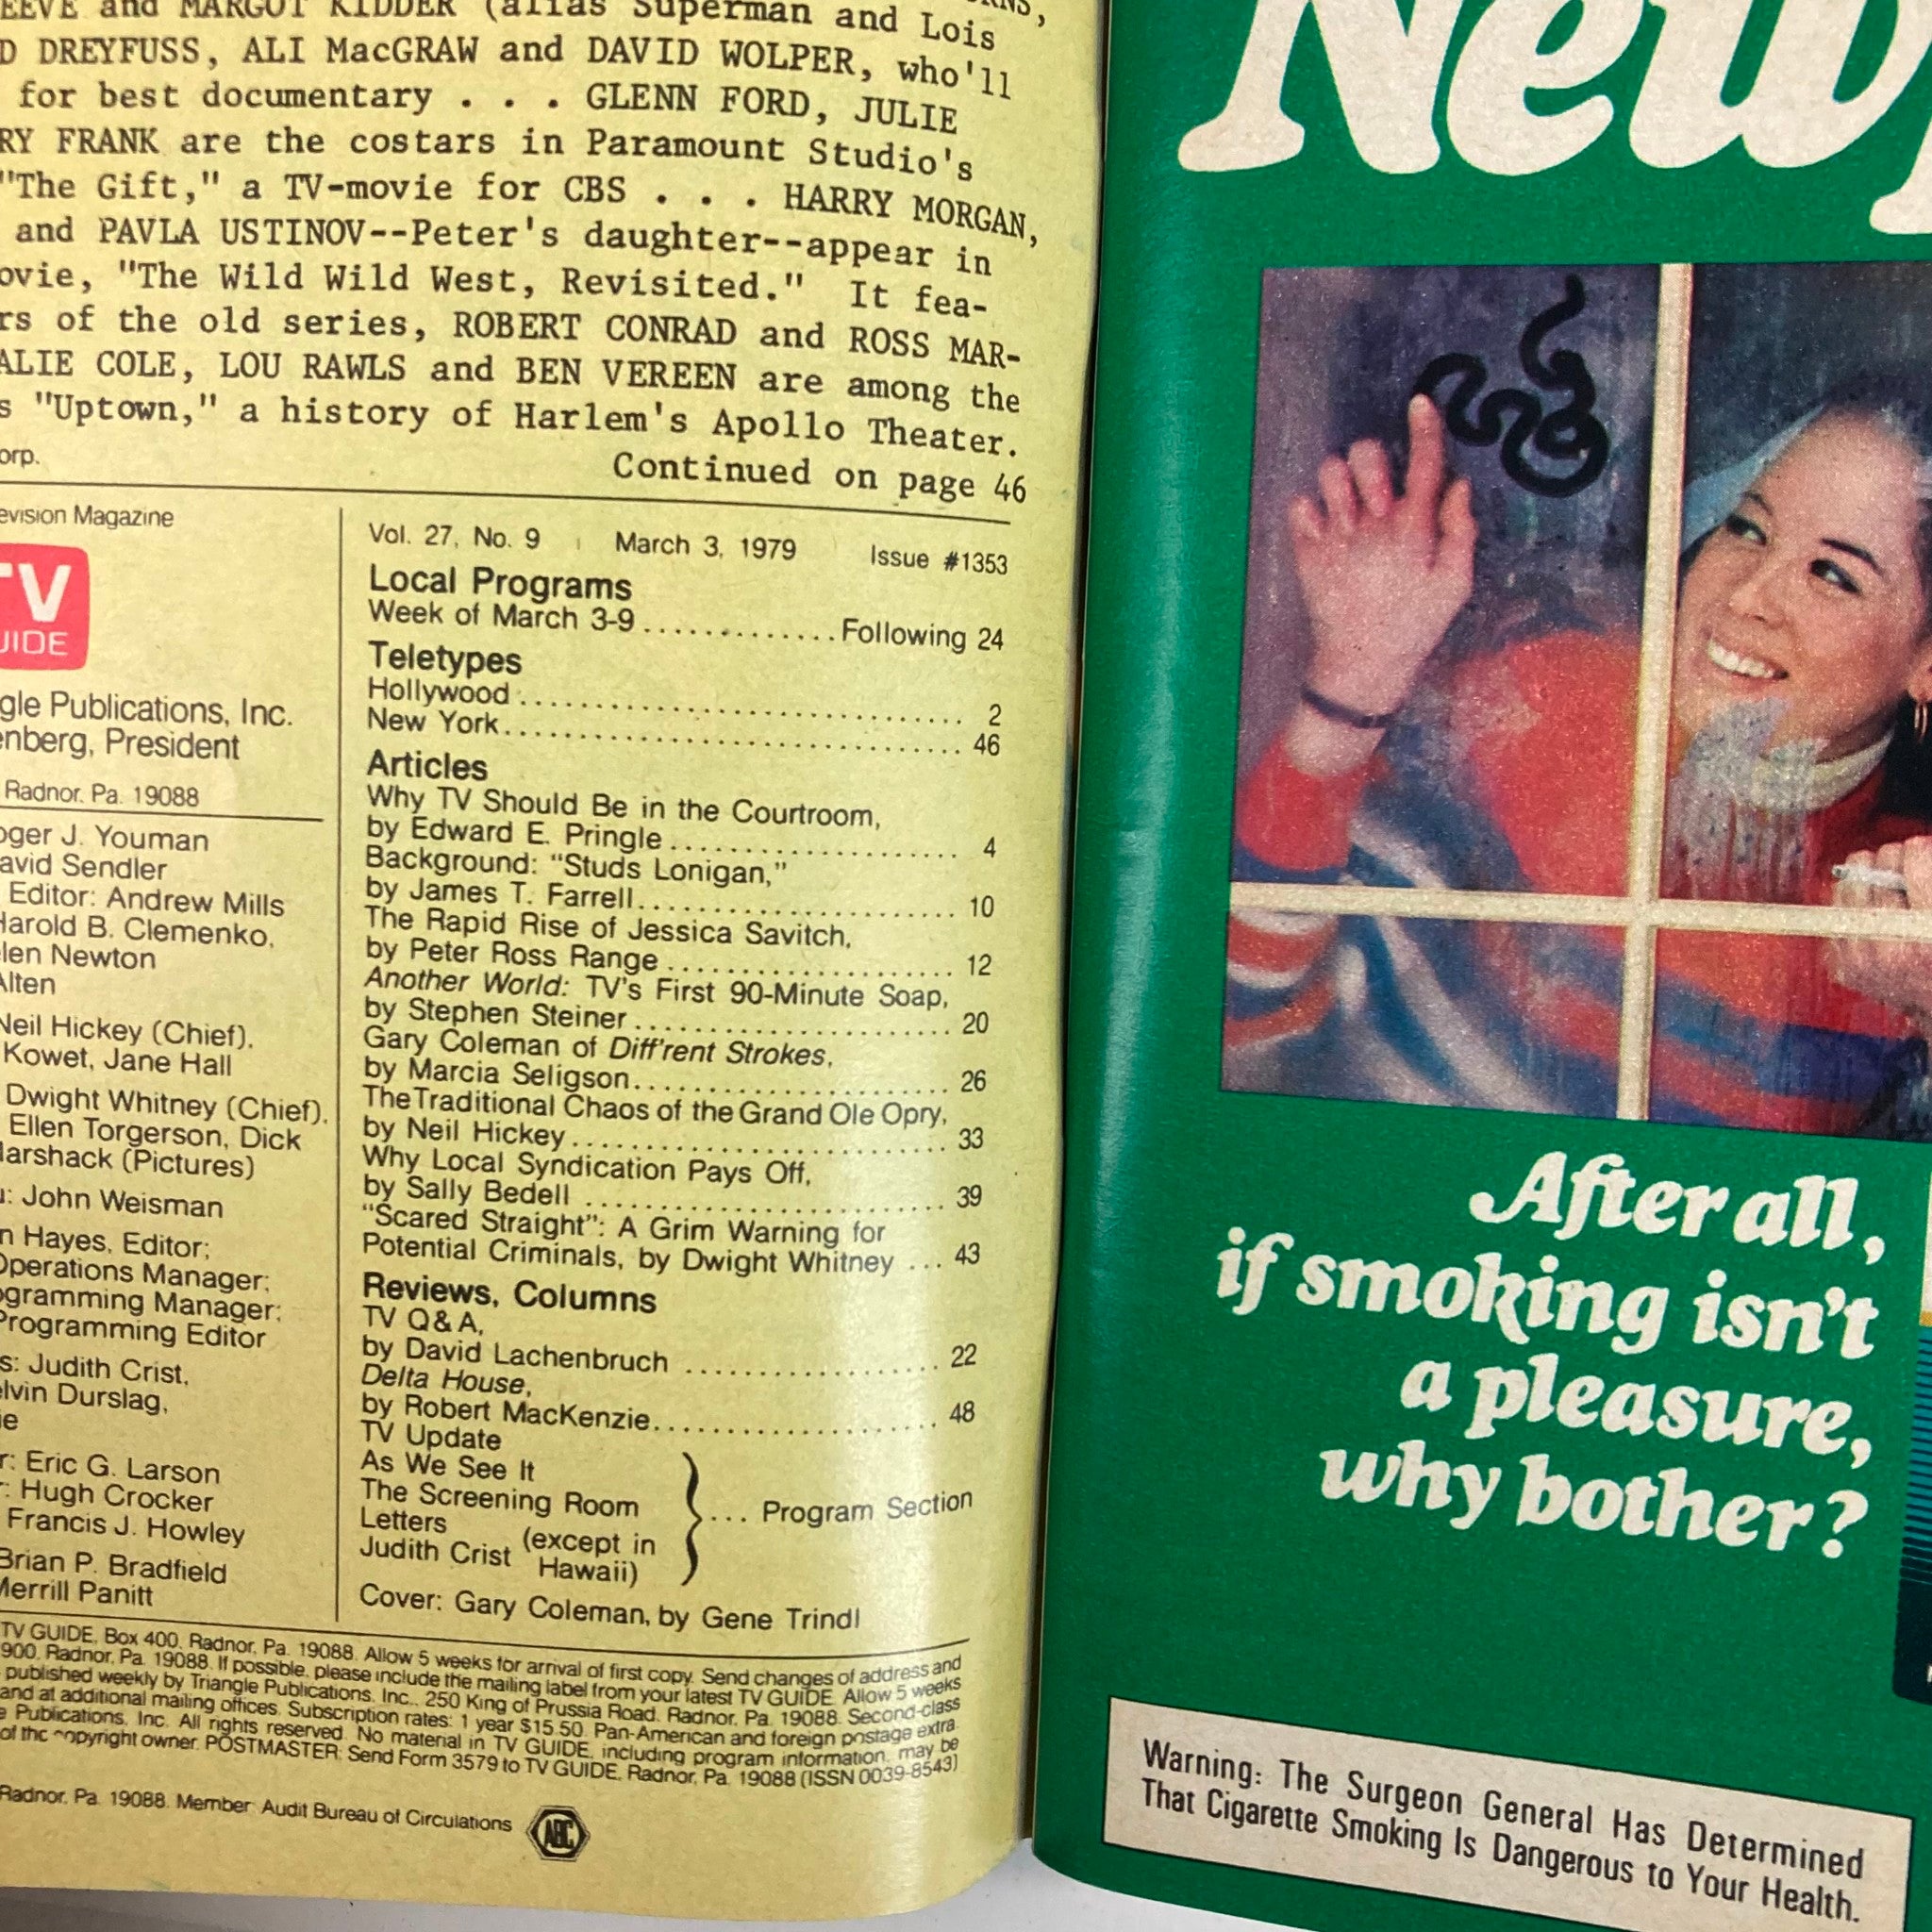 EEVE and MARGOT KIDDER (alias Superman and Lois
D DREYFUSS, ALI MacGRAW and DAVID WOLPER, who'll
for best documentary . . . GLENN FORD, JULIE
RY FRANK are the costars in Paramount Studio's
"The Gift," a TV-movie for CBS . . . HARRY MORGAN,
and PAVLA USTINOV--Peter's daughter--appear in
ovie, "The Wild Wild West, Revisited." It fea-
rs of the old series, ROBERT CONRAD and ROSS MAR-
ALIE COLE, LOU RAWLS and BEN VEREEN are among the
s "Uptown," a history of Harlem's Apollo Theater.
orp.
Continued on page 46
evision Magazine
TV
UIDE
gle Publications, Inc.
enberg, President
Radnor, Pa. 19088
oger J. Youman
avid Sendler
Editor: Andrew Mills
Harold B. Clemenko,
elen Newton
Alten
Neil Hickey (Chief),
Kowet, Jane Hall
Dwight Whitney (Chief),
Ellen Torgerson, Dick
Marshack (Pictures)
u: John Weisman
n Hayes, Editor;
Operations Manager;
ogramming Manager;
Programming Editor
s: Judith Crist,
elvin Durslag,
ie
r: Eric G. Larson
r: Hugh Crocker
Francis J. Howley
Brian P. Bradfield
Merrill Panitt
Vol. 27, No. 9 | March 3, 1979 Issue #1353
Local Programs
Week of March 3-9..............Following 24
Teletypes
Hollywood.................................. 2
New York................................... 46
Articles
Why TV Should Be in the Courtroom,
by Edward E. Pringle...................... 4
Background: "Studs Lonigan,"
by James T. Farrell........................ 10
The Rapid Rise of Jessica Savitch,
by Peter Ross Range ..................... 12
Another World: TV's First 90-Minute Soap,
by Stephen Steiner........................ 20
Gary Coleman of Diff'rent Strokes,
by Marcia Seligson........................ 26
The Traditional Chaos of the Grand Ole Opry,
by Neil Hickey............................. 33
Why Local Syndication Pays Off,
by Sally Bedell ............................ 39
"Scared Straight": A Grim Warning for
Potential Criminals, by Dwight Whitney ... 43
Reviews, Columns
TV Q&A,
by David Lachenbruch ................... 22
Delta House,
by Robert MacKenzie...................... 48
TV Update
As We See It
The Screening Room
... Program Section
Letters
Judith Crist (except in
Hawaii)
Cover: Gary Coleman, by Gene Trindl
TV GUIDE, Box 400, Radnor, Pa. 19088. Allow 5 weeks for arrival of first copy. Send changes of address and
900, Radnor, Pa. 19088. If possible, please include the mailing label from your latest TV GUIDE. Allow 5 weeks
published weekly by Triangle Publications, Inc., 250 King of Prussia Road, Radnor, Pa. 19088. Second-class
and at additional mailing offices. Subscription rates: 1 year $15.50. Pan-American and foreign postage extra.
e Publications, Inc. All rights reserved. No material in TV GUIDE, including program information, may be
of the copyright owner. POSTMASTER: Send Form 3579 to TV GUIDE, Radnor, Pa. 19088 (ISSN 0039-8543)
Radnor, Pa. 19088. Member Audit Bureau of Circulations
ABC
Newp
After all,
if smoking isn't
a pleasure,
why bother?
Warning: The Surgeon General Has Determined
That Cigarette Smoking Is Dangerous to Your Health.